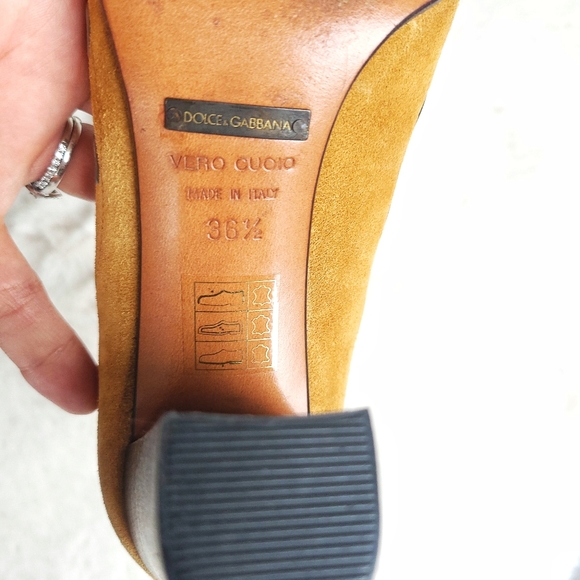 DOLCE & GABBANA
VERO CUOIO
MADE IN ITALY
36½